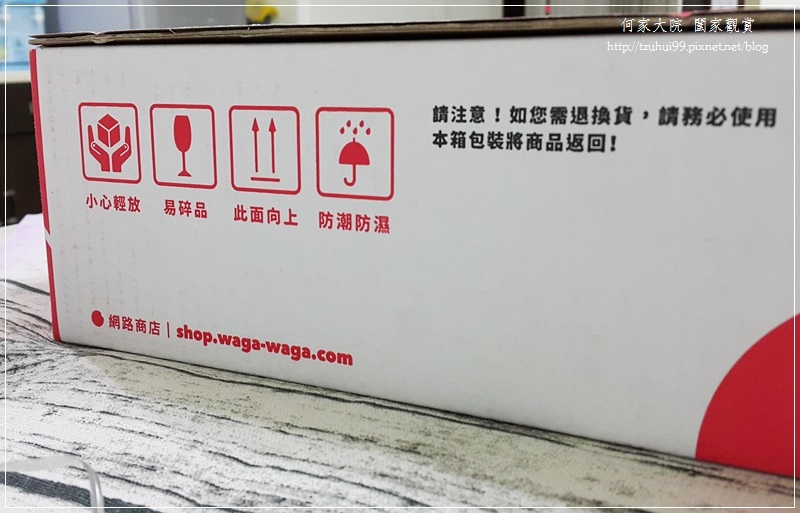 何家大院 闔家觀賞
http://tzuhui99.pixnet.net/blog
請注意！如您需退換貨，請務必使用
本箱包裝將商品返回！
小心輕放
易碎品
此面向上
防潮防濕
網路商店 | shop.waga-waga.com